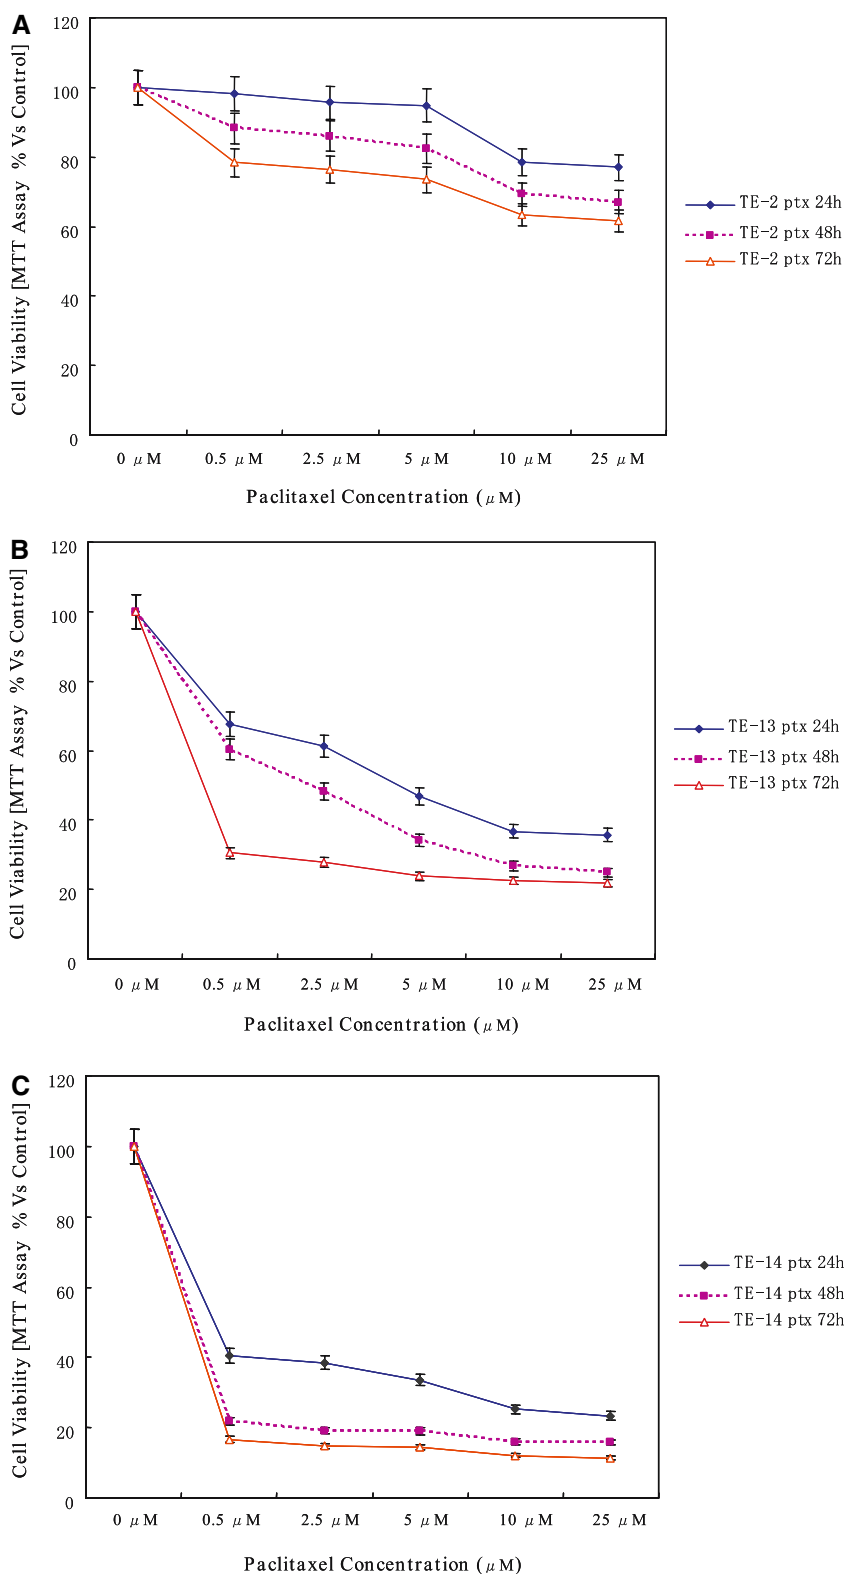 A
120
100
80
60
40
20
0
Cell Viability [MTT Assay % Vs Control]
0 μM 0.5 μM 2.5 μM 5 μM 10 μM 25 μM
Paclitaxel Concentration (μM)
TE-2 ptx 24h
TE-2 ptx 48h
TE-2 ptx 72h
B
120
100
80
60
40
20
0
Cell Viability [MTT Assay % Vs Control]
0 μM 0.5 μM 2.5 μM 5 μM 10 μM 25 μM
Paclitaxel Concentration (μM)
TE-13 ptx 24h
TE-13 ptx 48h
TE-13 ptx 72h
C
120
100
80
60
40
20
0
Cell Viability [MTT Assay % Vs Control]
0 μM 0.5 μM 2.5 μM 5 μM 10 μM 25 μM
Paclitaxel Concentration (μM)
TE-14 ptx 24h
TE-14 ptx 48h
TE-14 ptx 72h